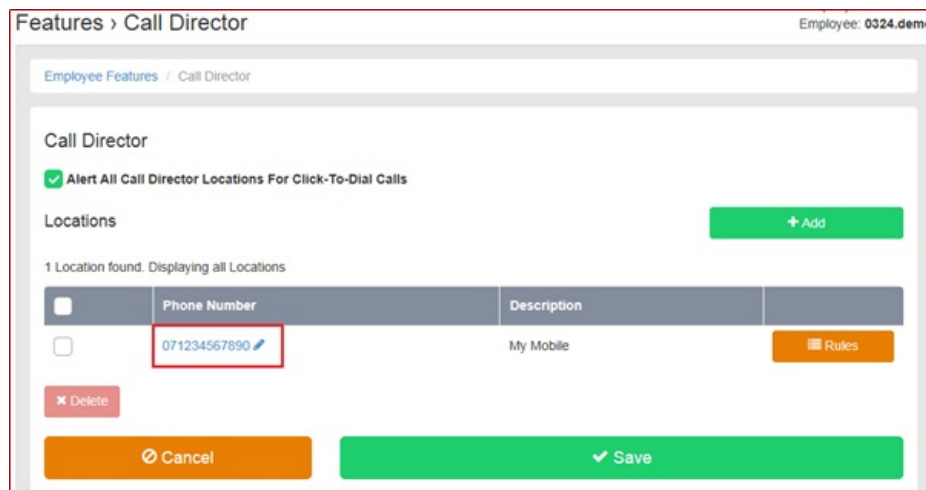 Features › Call Director
Employee: 0324.dem
Employee Features / Call Director
Call Director
Alert All Call Director Locations For Click-To-Dial Calls
Locations
+ Add
1 Location found. Displaying all Locations
Phone Number Description
071234567890 My Mobile Rules
Delete
Cancel Save